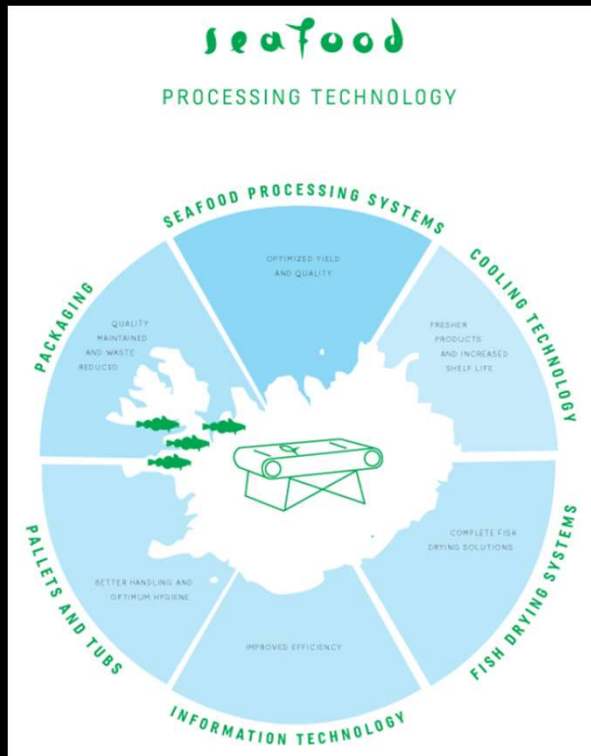 seafood
PROCESSING TECHNOLOGY
SEAFOOD PROCESSING SYSTEMS
OPTIMIZED YIELD
AND QUALITY
COOLING TECHNOLOGY
FRESHER
PRODUCTS
AND INCREASED
SHELF LIFE
PACKAGING
QUALITY
MAINTAINED
AND WASTE
REDUCED
FISH DRYING SYSTEMS
COMPLETE FISH
DRYING SOLUTIONS
PALLETS AND TUBS
BETTER HANDLING AND
OPTIMUM HYGIENE
IMPROVED EFFICIENCY
INFORMATION TECHNOLOGY